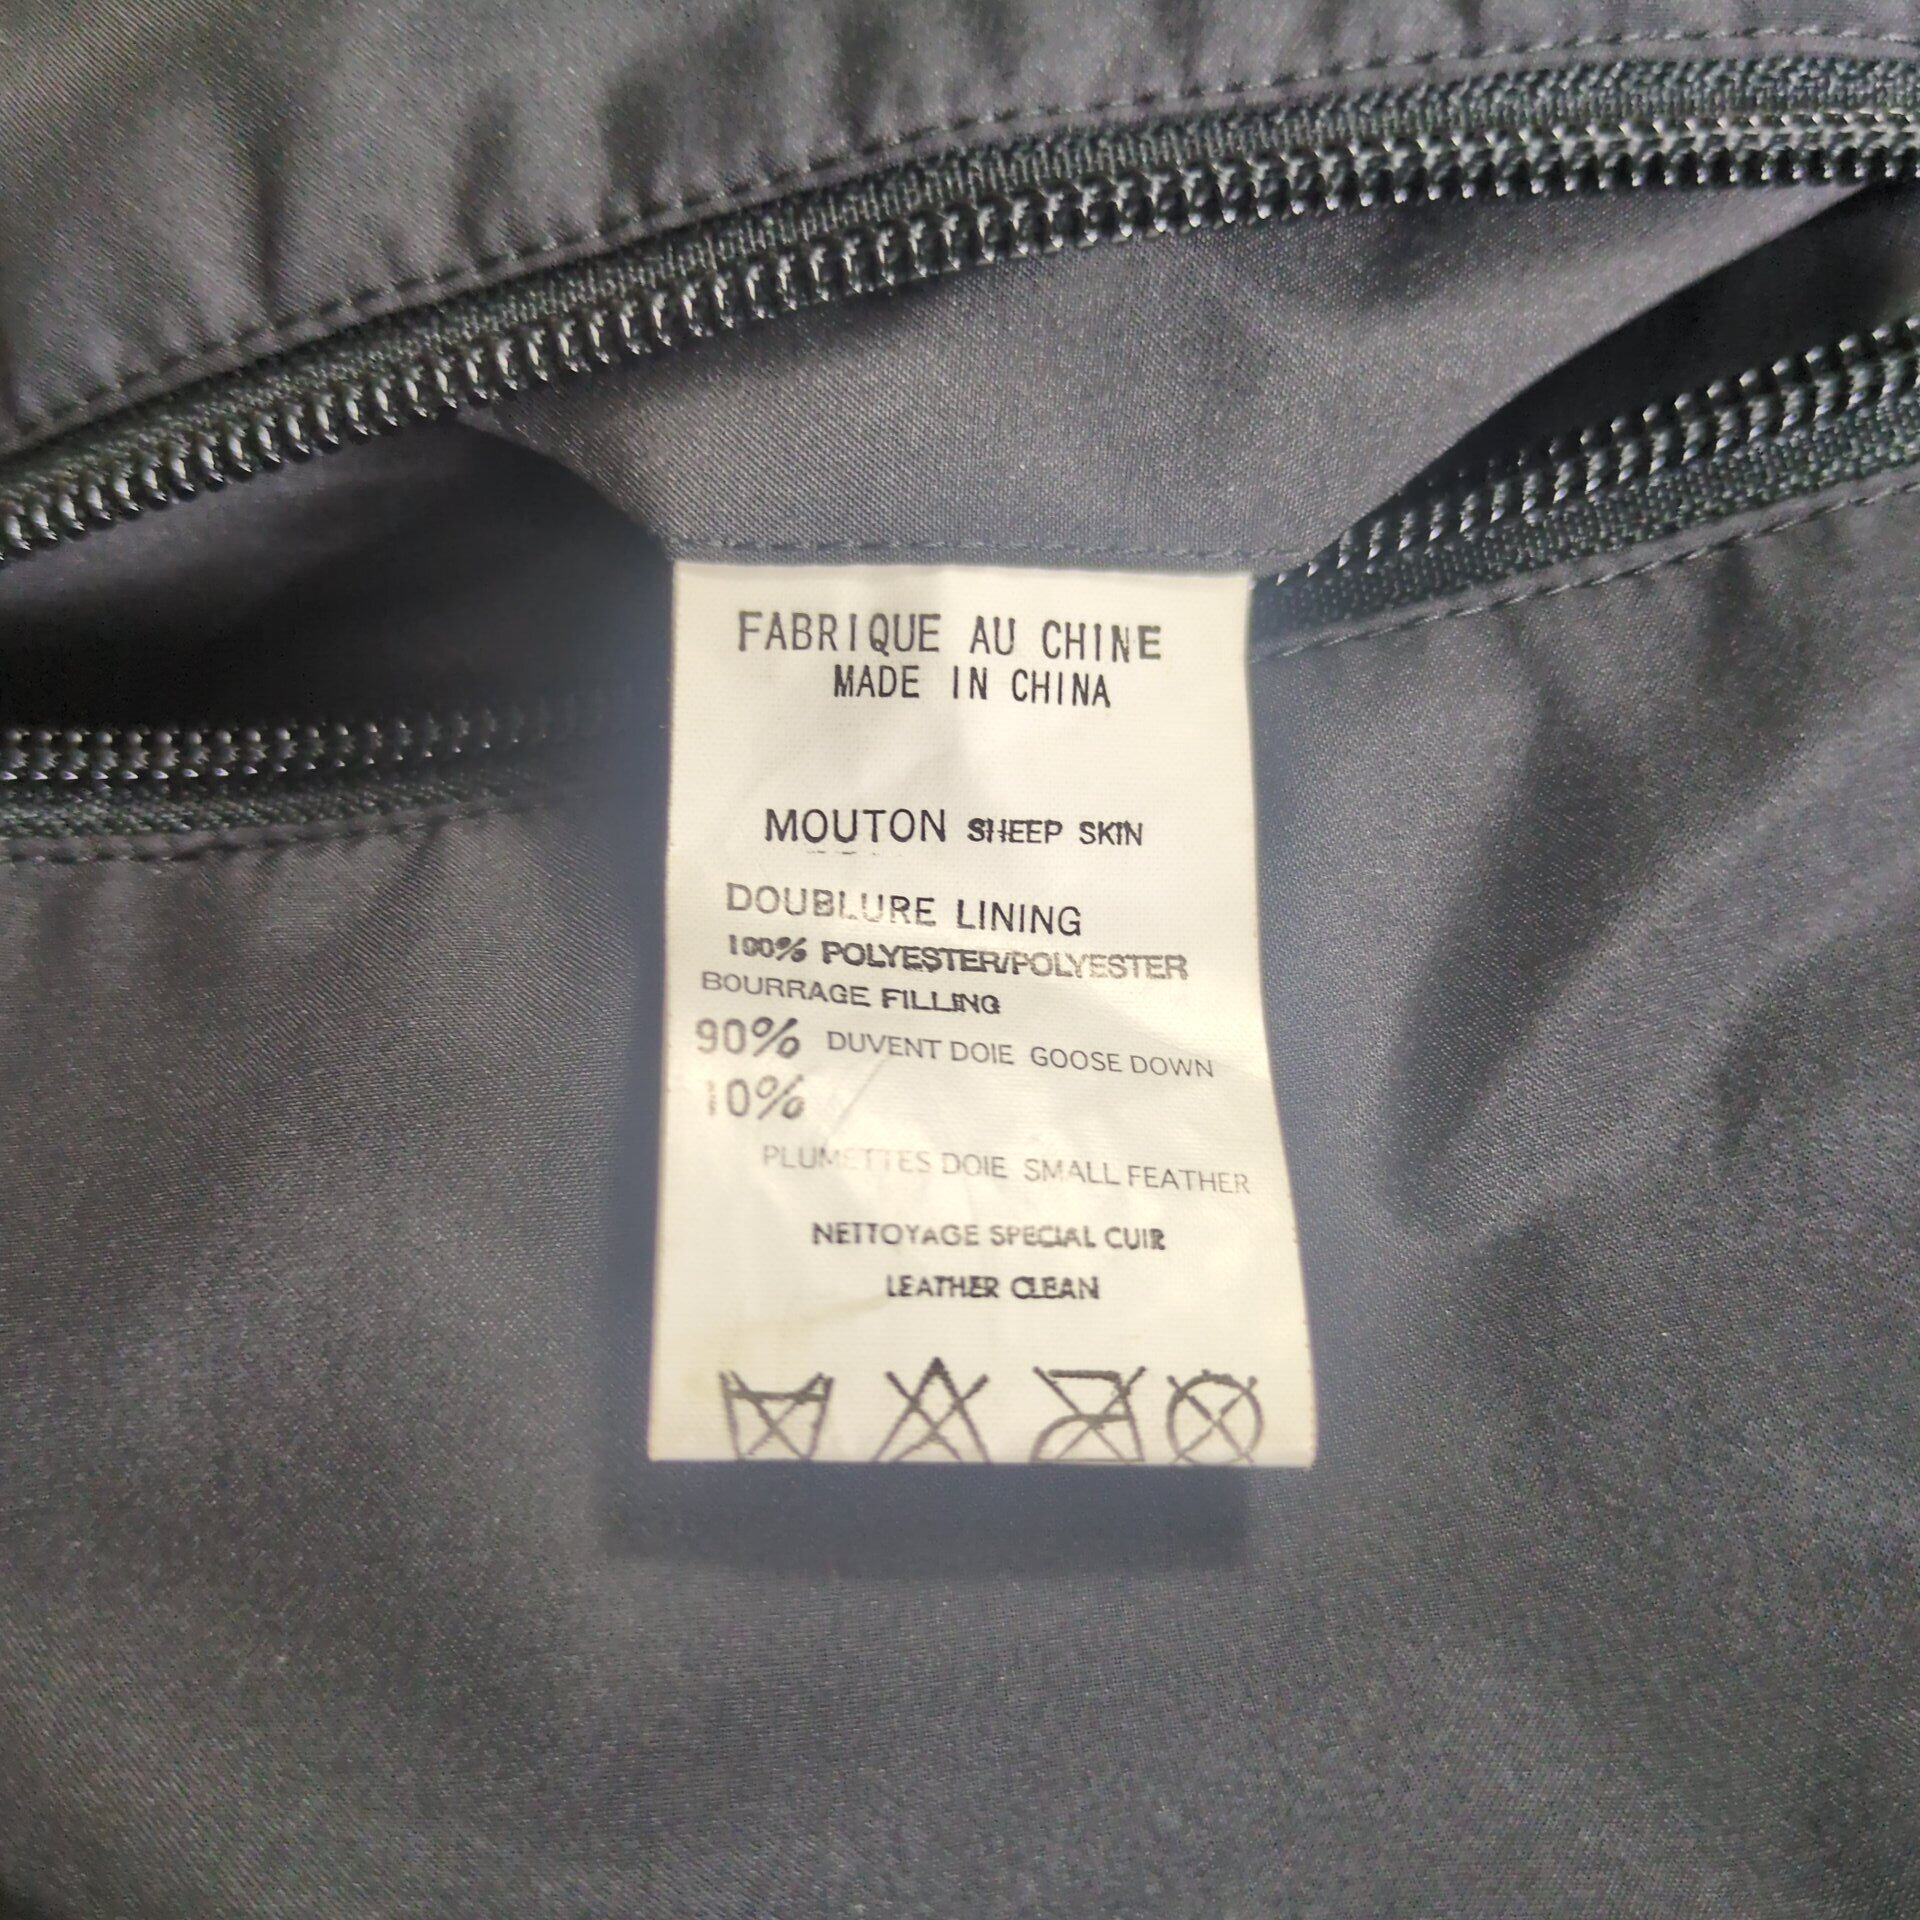 FABRIQUE AU CHINE
MADE IN CHINA
MOUTON SHEEP SKIN
DOUBLURE LINING
100% POLYESTER/POLYESTER
BOURRAGE FILLING
90% DUVENT DOIE GOOSE DOWN
10%
PLUMETTES DOIE SMALL FEATHER
NETTOYAGE SPECIAL CUIR
LEATHER CLEAN